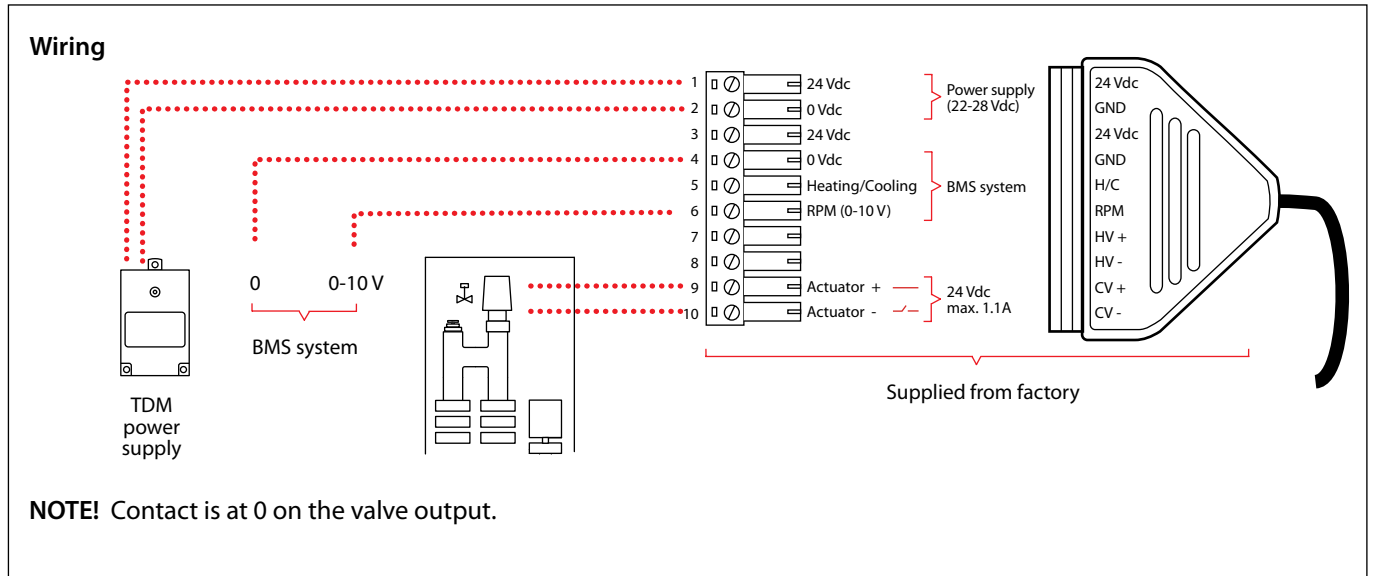 Wiring
1 24 Vdc
2 0 Vdc
3 24 Vdc
4 0 Vdc
5 Heating/Cooling
6 RPM (0-10 V)
7
8
9 Actuator +
10 Actuator -
Power supply
(22-28 Vdc)
BMS system
24 Vdc
max. 1.1A
24 Vdc
GND
24 Vdc
GND
H/C
RPM
HV +
HV -
CV +
CV -
0 0-10 V
BMS system
TDM
power
supply
Supplied from factory
NOTE! Contact is at 0 on the valve output.